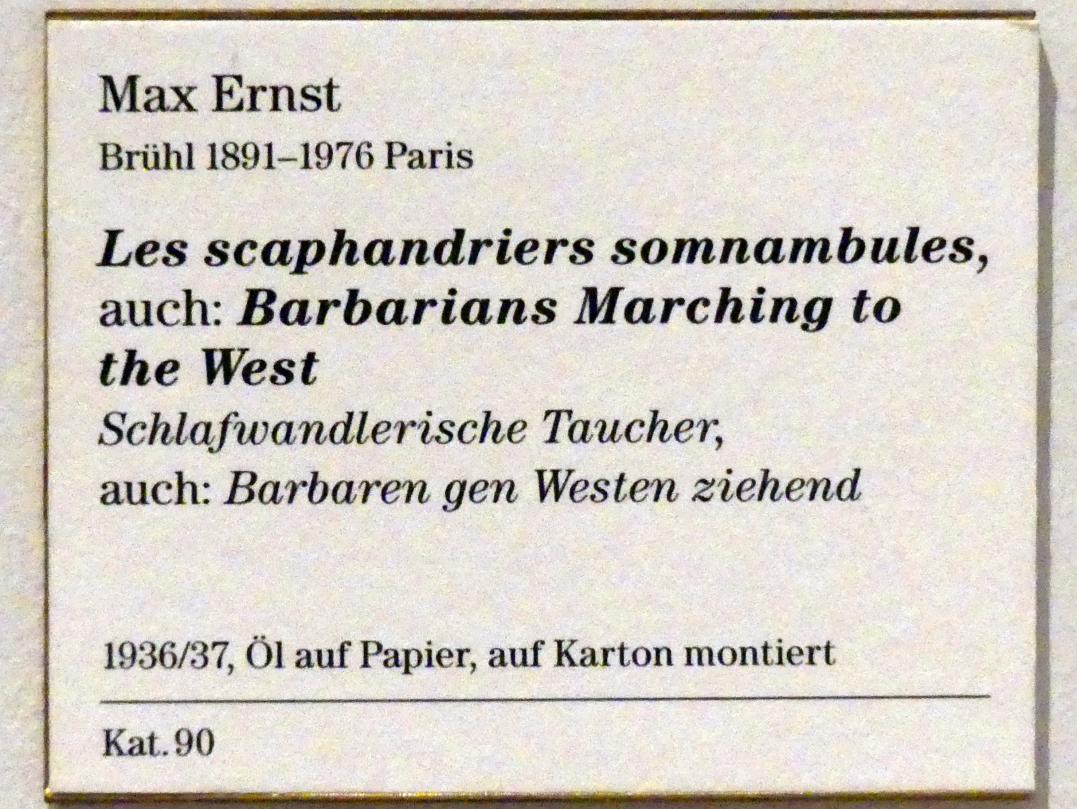 Max Ernst
Brühl 1891–1976 Paris
Les scaphandriers somnambules,
auch: Barbarians Marching to
the West
Schlafwandlerische Taucher,
auch: Barbaren gen Westen ziehend
1936/37, Öl auf Papier, auf Karton montiert
Kat. 90